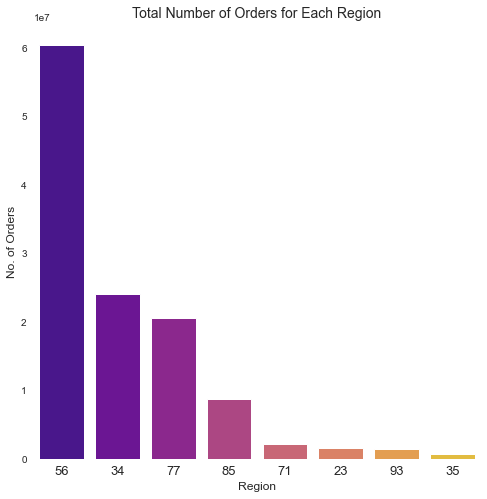 Total Number of Orders for Each Region
1e7
6
5
4
3
2
1
0
No. of Orders
56 34 77 85 71 23 93 35
Region